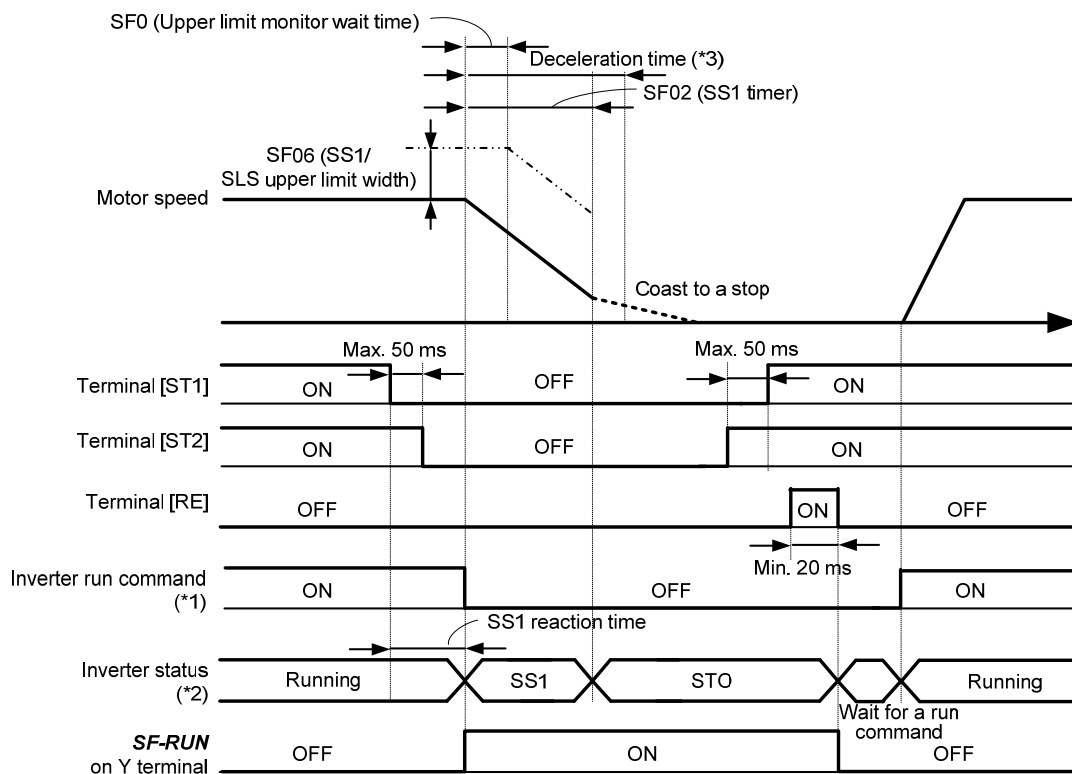 SF0 (Upper limit monitor wait time)
Deceleration time (*3)
SF02 (SS1 timer)
SF06 (SS1/
SLS upper limit width)
Motor speed
Coast to a stop
Max. 50 ms
Max. 50 ms
Terminal [ST1]
ON
OFF
ON
Terminal [ST2]
ON
OFF
ON
Terminal [RE]
OFF
ON
OFF
Min. 20 ms
Inverter run command
(*1)
ON
OFF
ON
SS1 reaction time
Inverter status
(*2)
Running
SS1
STO
Running
Wait for a run
command
SF-RUN
on Y terminal
OFF
ON
OFF